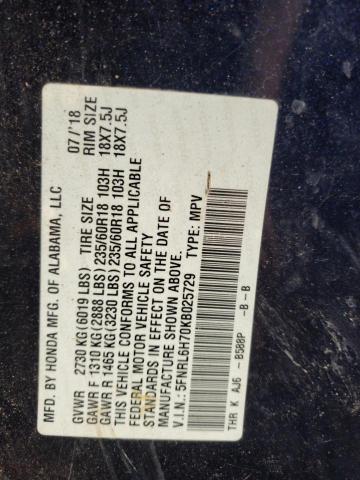 MFD. BY HONDA MFG. OF ALABAMA, LLC 07/'18
GVWR 2730 KG(6019 LBS) TIRE SIZE RIM SIZE
GAWR F 1310 KG(2888 LBS)235/60R18 103H 18X7.5J
GAWR R 1465 KG(3230 LBS)235/60R18 103H 18X7.5J
THIS VEHICLE CONFORMS TO ALL APPLICABLE
FEDERAL MOTOR VEHICLE SAFETY
STANDARDS IN EFFECT ON THE DATE OF
MANUFACTURE SHOWN ABOVE.
V.I.N.: 5FNRL6H70KB025729 TYPE: MPV
THR K AJ6 - B588P -B - B